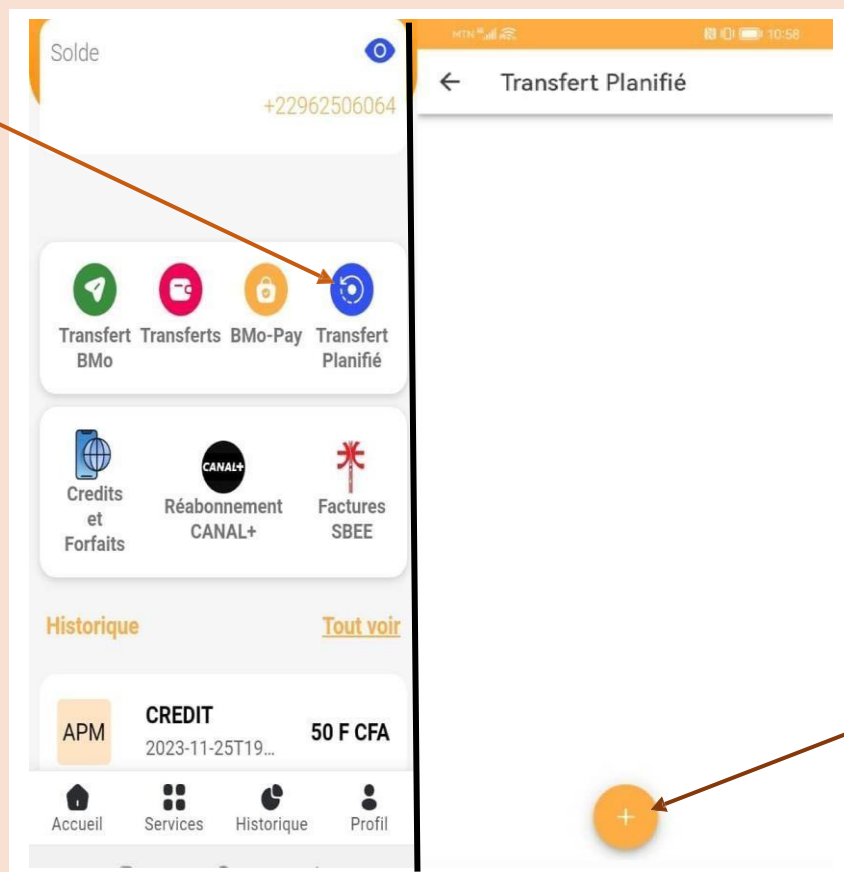 Solde
+22962506064
Transfert Transferts BMo-Pay Transfert
BMo Planifié
CANAL+
Credits
et
Forfaits
Réabonnement
CANAL+
Factures
SBEE
Historique Tout voir
APM
CREDIT
2023-11-25T19...
50 F CFA
Accueil Services Historique Profil
MTN 10:58
← Transfert Planifié
+